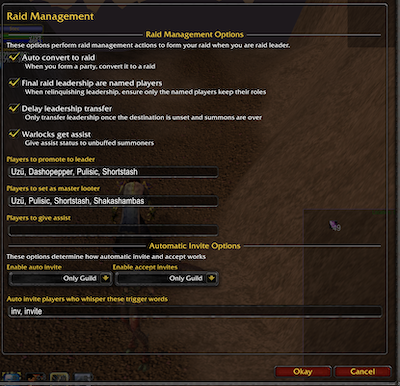 Raid Management
Raid Management Options
These options perform raid management actions to form your raid when you are raid leader.
Auto convert to raid
When you form a party, convert it to a raid
Final raid leadership are named players
When relinquishing leadership, ensure only the named players keep their roles
Delay leadership transfer
Only transfer leadership once the destination is unset and summons are over
Warlocks get assist
Give assist status to unbuffed summoners
Players to promote to leader
Uzü, Dashopepper, Pulisic, Shortstash
Players to set as master looter
Uzü, Pulisic, Shortstash, Shakashambas
Players to give assist
Automatic Invite Options
These options determine how automatic invite and accept works
Enable auto invite Enable accept invites
Only Guild Only Guild
Auto invite players who whisper these trigger words
inv, invite
Okay Cancel